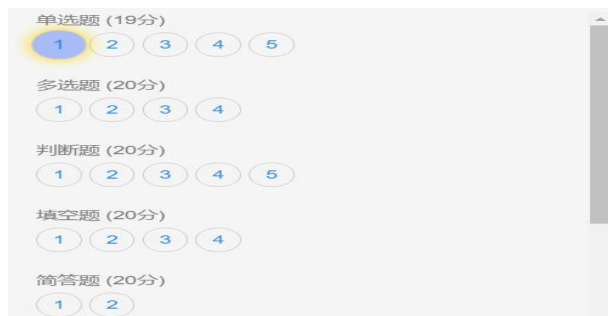 单选题 (19分)
1 2 3 4 5
多选题 (20分)
1 2 3 4
判断题 (20分)
1 2 3 4 5
填空题 (20分)
1 2 3 4
简答题 (20分)
1 2